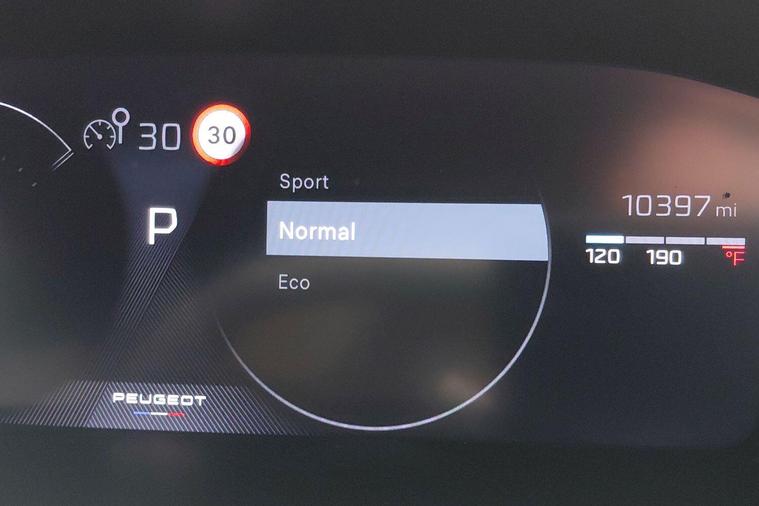 30 30
P
Sport
Normal
Eco
10397 mi
120 190 °F
PEUGEOT